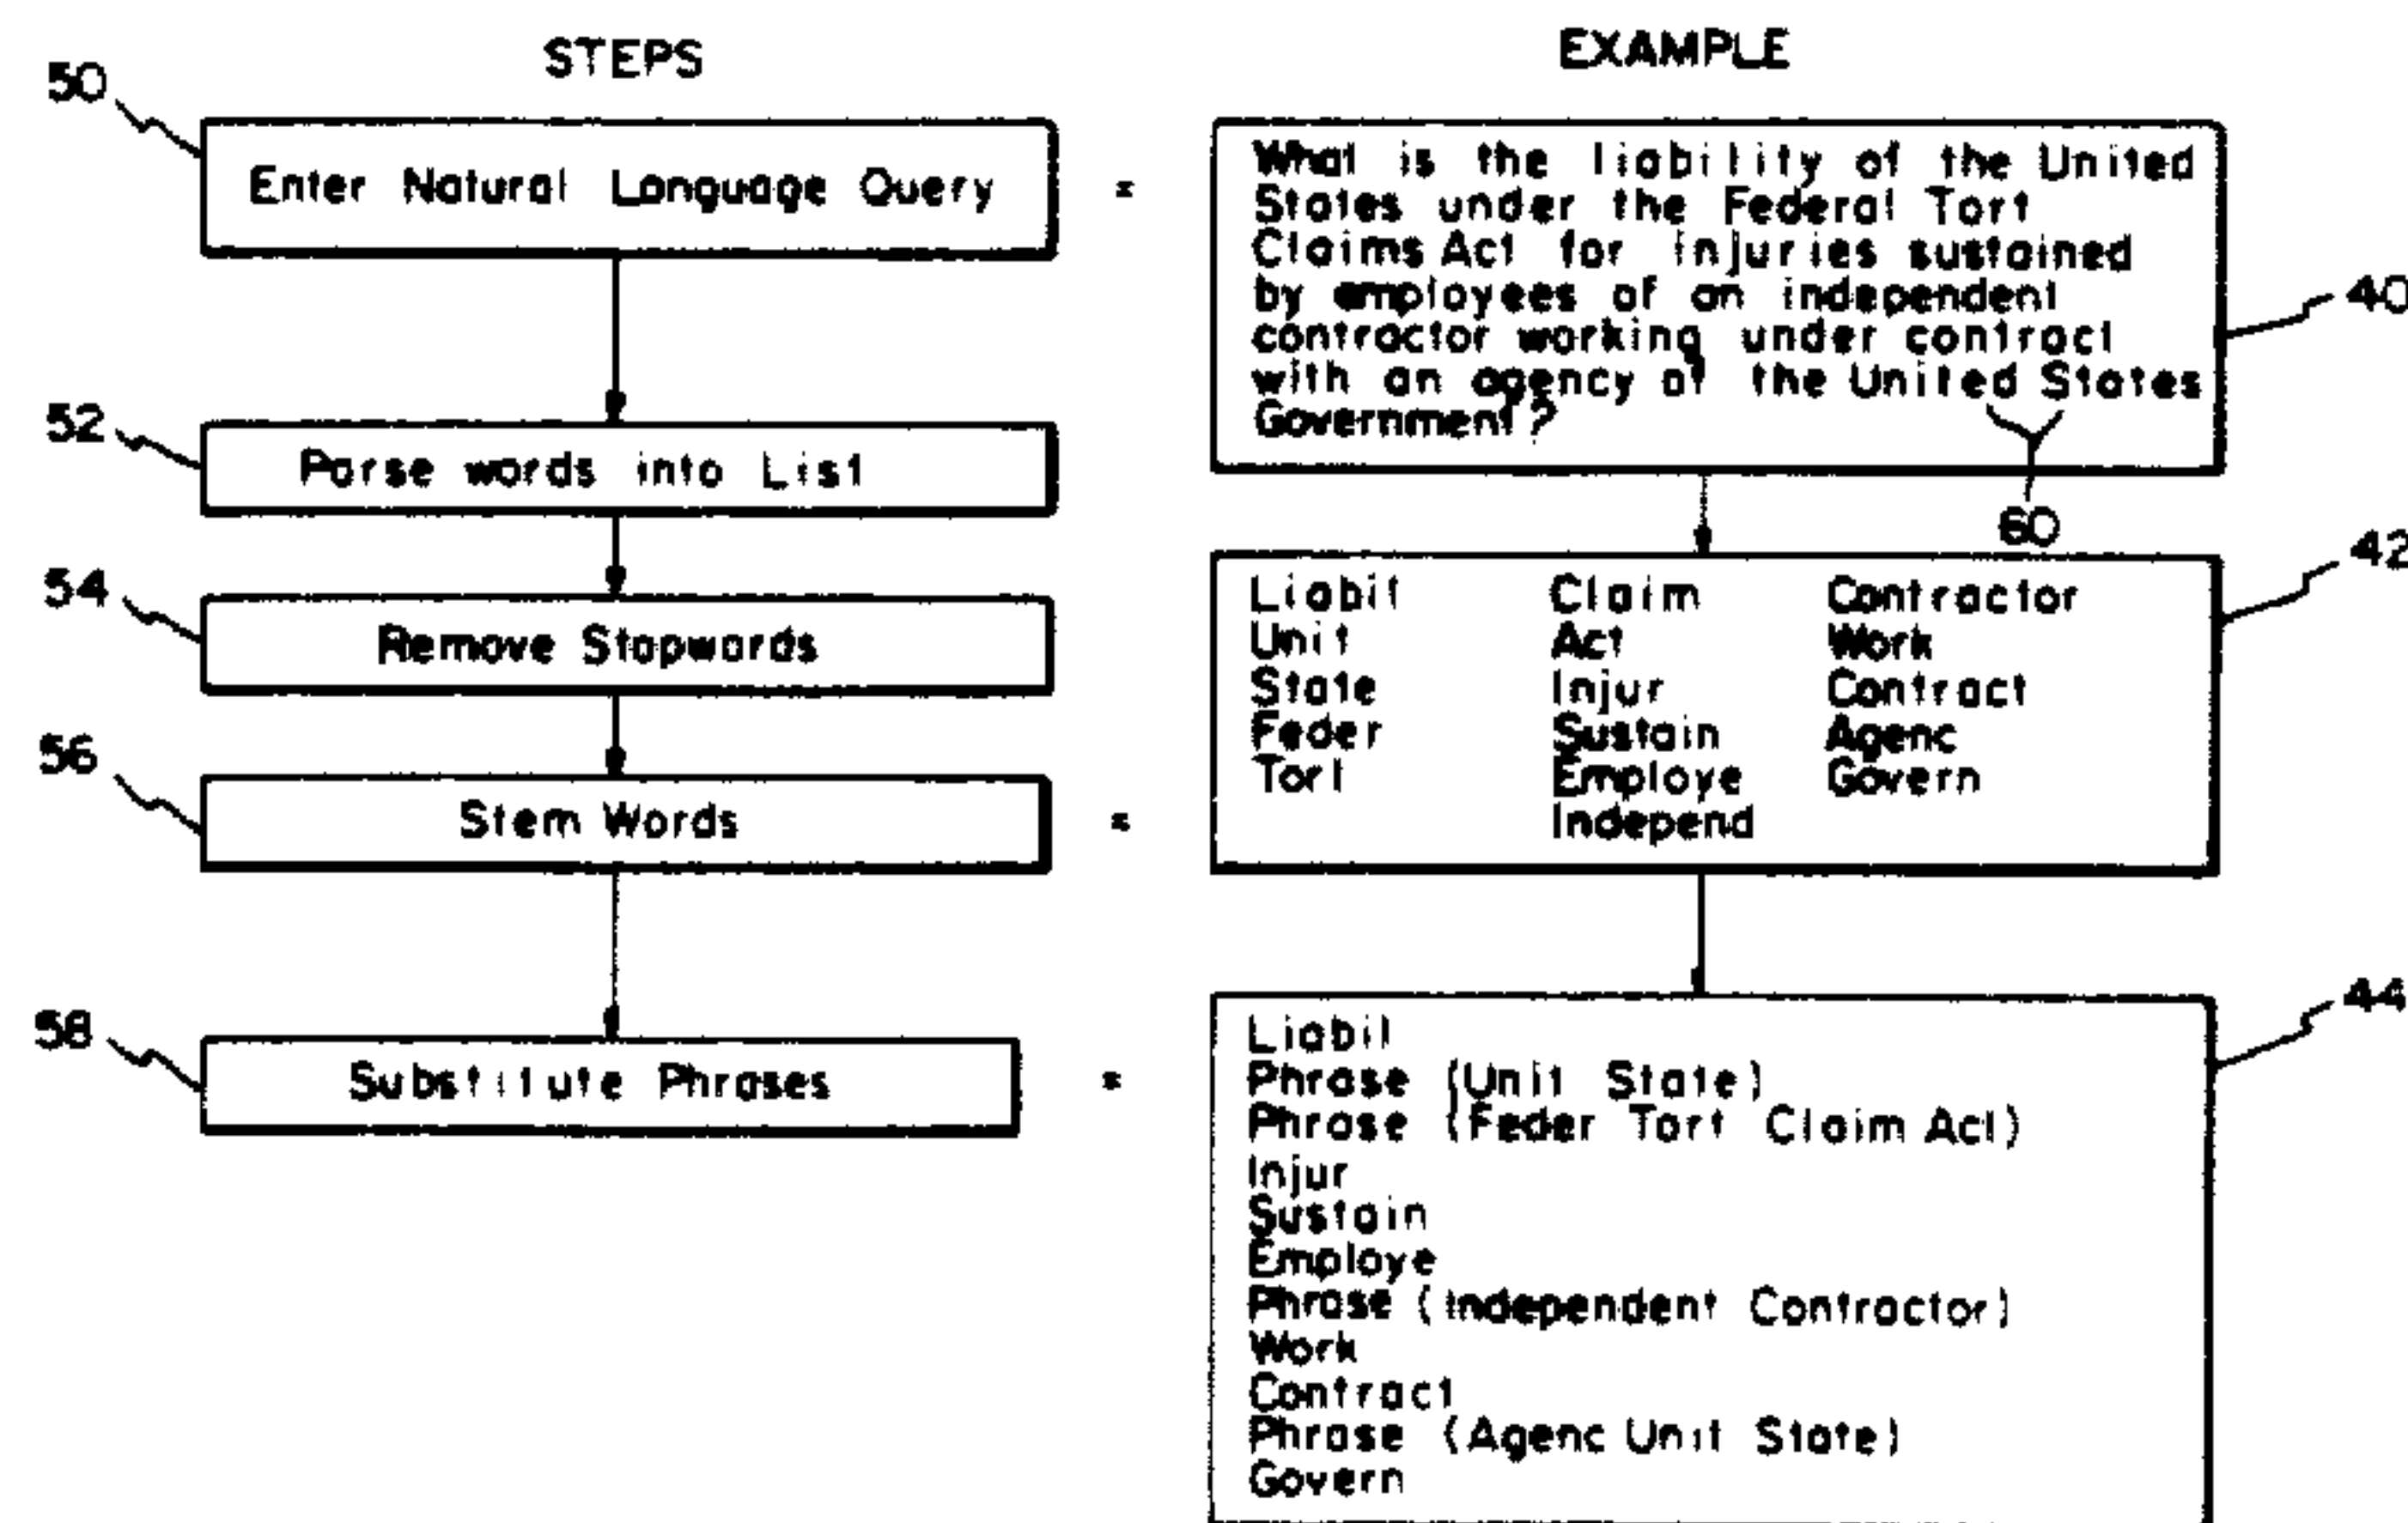 STEPS
50
Enter Natural Language Query
=
52
Parse words into List
54
Remove Stopwords
56
Stem Words
=
58
Substitute Phrases
=
EXAMPLE
What is the liability of the United
States under the Federal Tort
Claims Act for injuries sustained
by employees of an independent
contractor working under contract
with an agency of the United States
Government?
40
60
Liabil Claim Contractor
Unit Act Work
State Injur Contract
Feder Sustain Agenc
Tort Employe Govern
Independ
42
Liabil
Phrase (Unit State)
Phrase (Feder Tort Claim Act)
Injur
Sustain
Employe
Phrase (Independent Contractor)
Work
Contract
Phrase (Agenc Unit State)
Govern
44